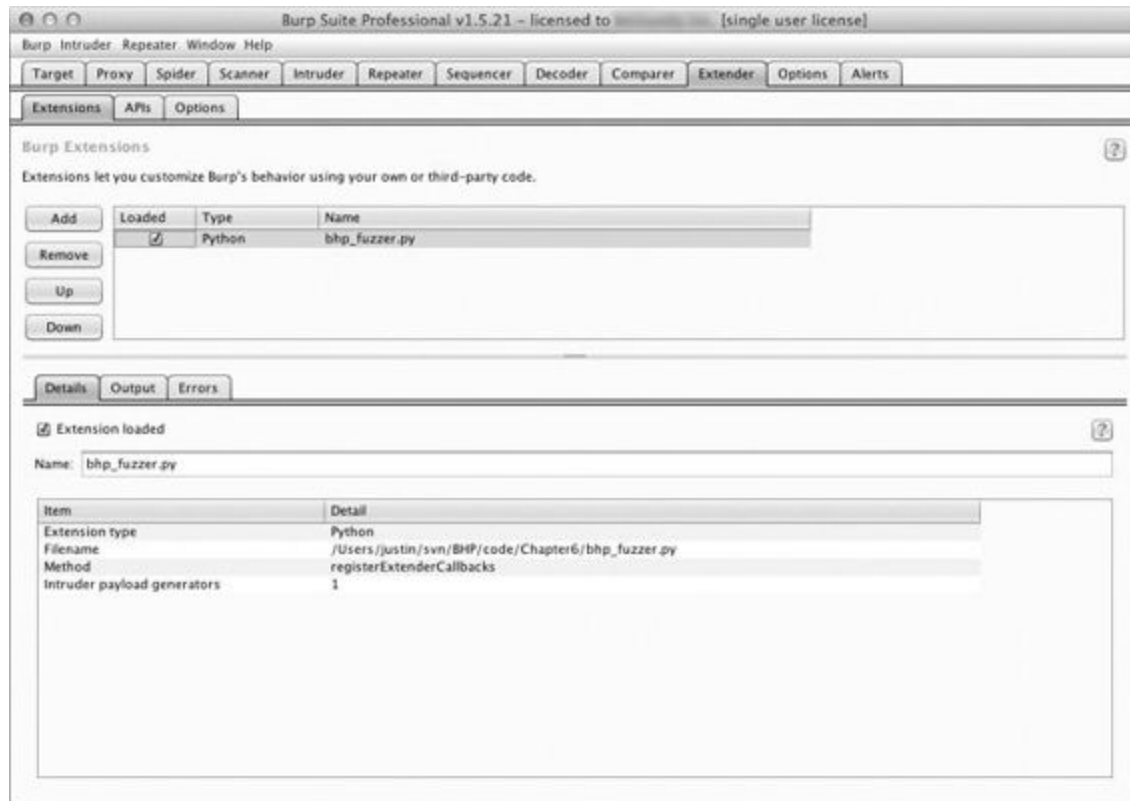 Burp Suite Professional v1.5.21 – licensed to [single user license]
Burp Intruder Repeater Window Help
Target Proxy Spider Scanner Intruder Repeater Sequencer Decoder Comparer Extender Options Alerts
Extensions APIs Options
Burp Extensions
?
Extensions let you customize Burp's behavior using your own or third-party code.
Add
Loaded Type Name
Python bhp_fuzzer.py
Remove
Up
Down
Details Output Errors
Extension loaded
?
Name: bhp_fuzzer.py
Item Detail
Extension type Python
Filename /Users/justin/svn/BHP/code/Chapter6/bhp_fuzzer.py
Method registerExtenderCallbacks
Intruder payload generators 1